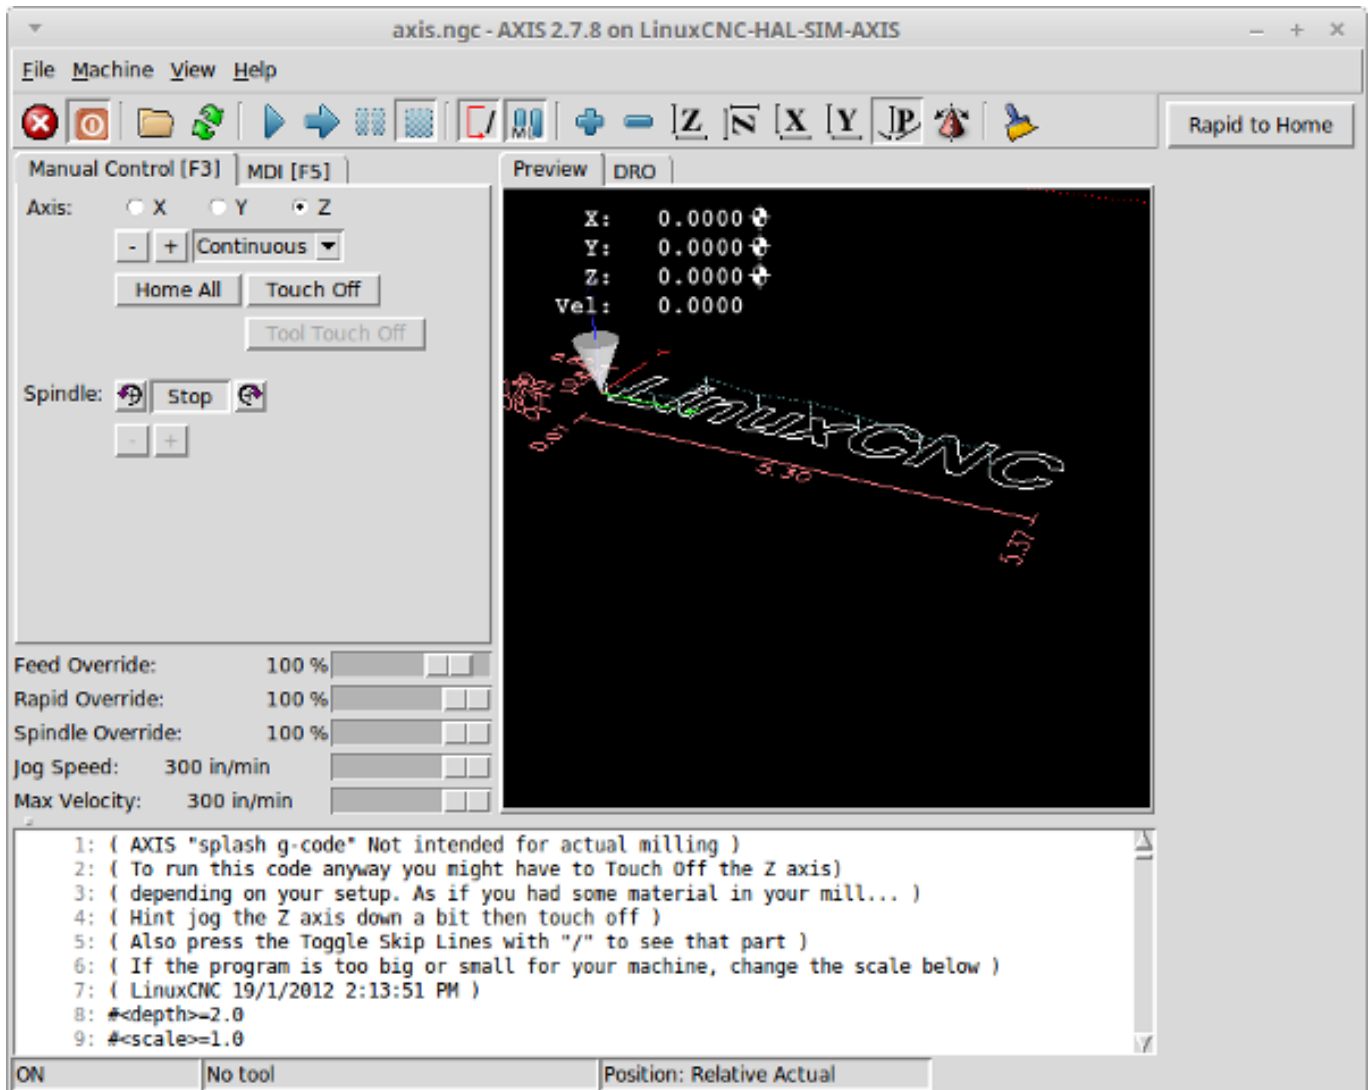 axis.ngc - AXIS 2.7.8 on LinuxCNC-HAL-SIM-AXIS
File Machine View Help
Z N X Y P
Rapid to Home
Manual Control [F3] MDI [F5]
Axis: X Y Z
- + Continuous
Home All Touch Off
Tool Touch Off
Spindle: Stop
- +
Preview DRO
X: 0.0000
Y: 0.0000
Z: 0.0000
Vel: 0.0000
LinuxCNC
5.30
5.37
Feed Override: 100 %
Rapid Override: 100 %
Spindle Override: 100 %
Jog Speed: 300 in/min
Max Velocity: 300 in/min
1: ( AXIS "splash g-code" Not intended for actual milling )
2: ( To run this code anyway you might have to Touch Off the Z axis)
3: ( depending on your setup. As if you had some material in your mill... )
4: ( Hint jog the Z axis down a bit then touch off )
5: ( Also press the Toggle Skip Lines with "/" to see that part )
6: ( If the program is too big or small for your machine, change the scale below )
7: ( LinuxCNC 19/1/2012 2:13:51 PM )
8: #<depth>=2.0
9: #<scale>=1.0
ON No tool Position: Relative Actual